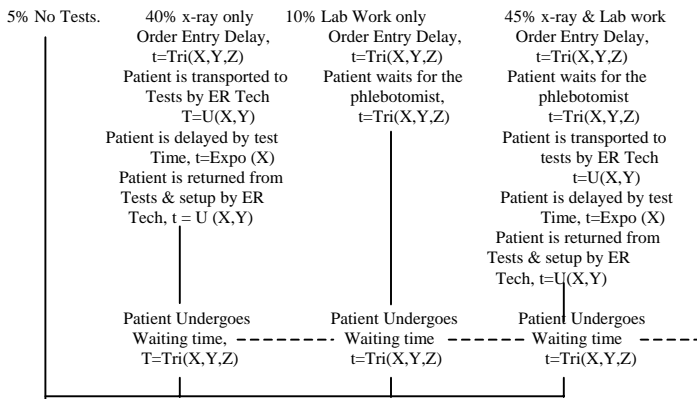 5% No Tests.
40% x-ray only
Order Entry Delay,
t=Tri(X,Y,Z)
Patient is transported to
Tests by ER Tech
T=U(X,Y)
Patient is delayed by test
Time, t=Expo (X)
Patient is returned from
Tests & setup by ER
Tech, t = U (X,Y)
Patient Undergoes
Waiting time,
T=Tri(X,Y,Z)
10% Lab Work only
Order Entry Delay,
t=Tri(X,Y,Z)
Patient waits for the
phlebotomist,
t=Tri(X,Y,Z)
Patient Undergoes
Waiting time
t=Tri(X,Y,Z)
45% x-ray & Lab work
Order Entry Delay,
t=Tri(X,Y,Z)
Patient waits for the
phlebotomist
t=Tri(X,Y,Z)
Patient is transported to
tests by ER Tech
t=U(X,Y)
Patient is delayed by test
Time, t=Expo (X)
Patient is returned from
Tests & setup by ER
Tech, t=U(X,Y)
Patient Undergoes
Waiting time
t=Tri(X,Y,Z)